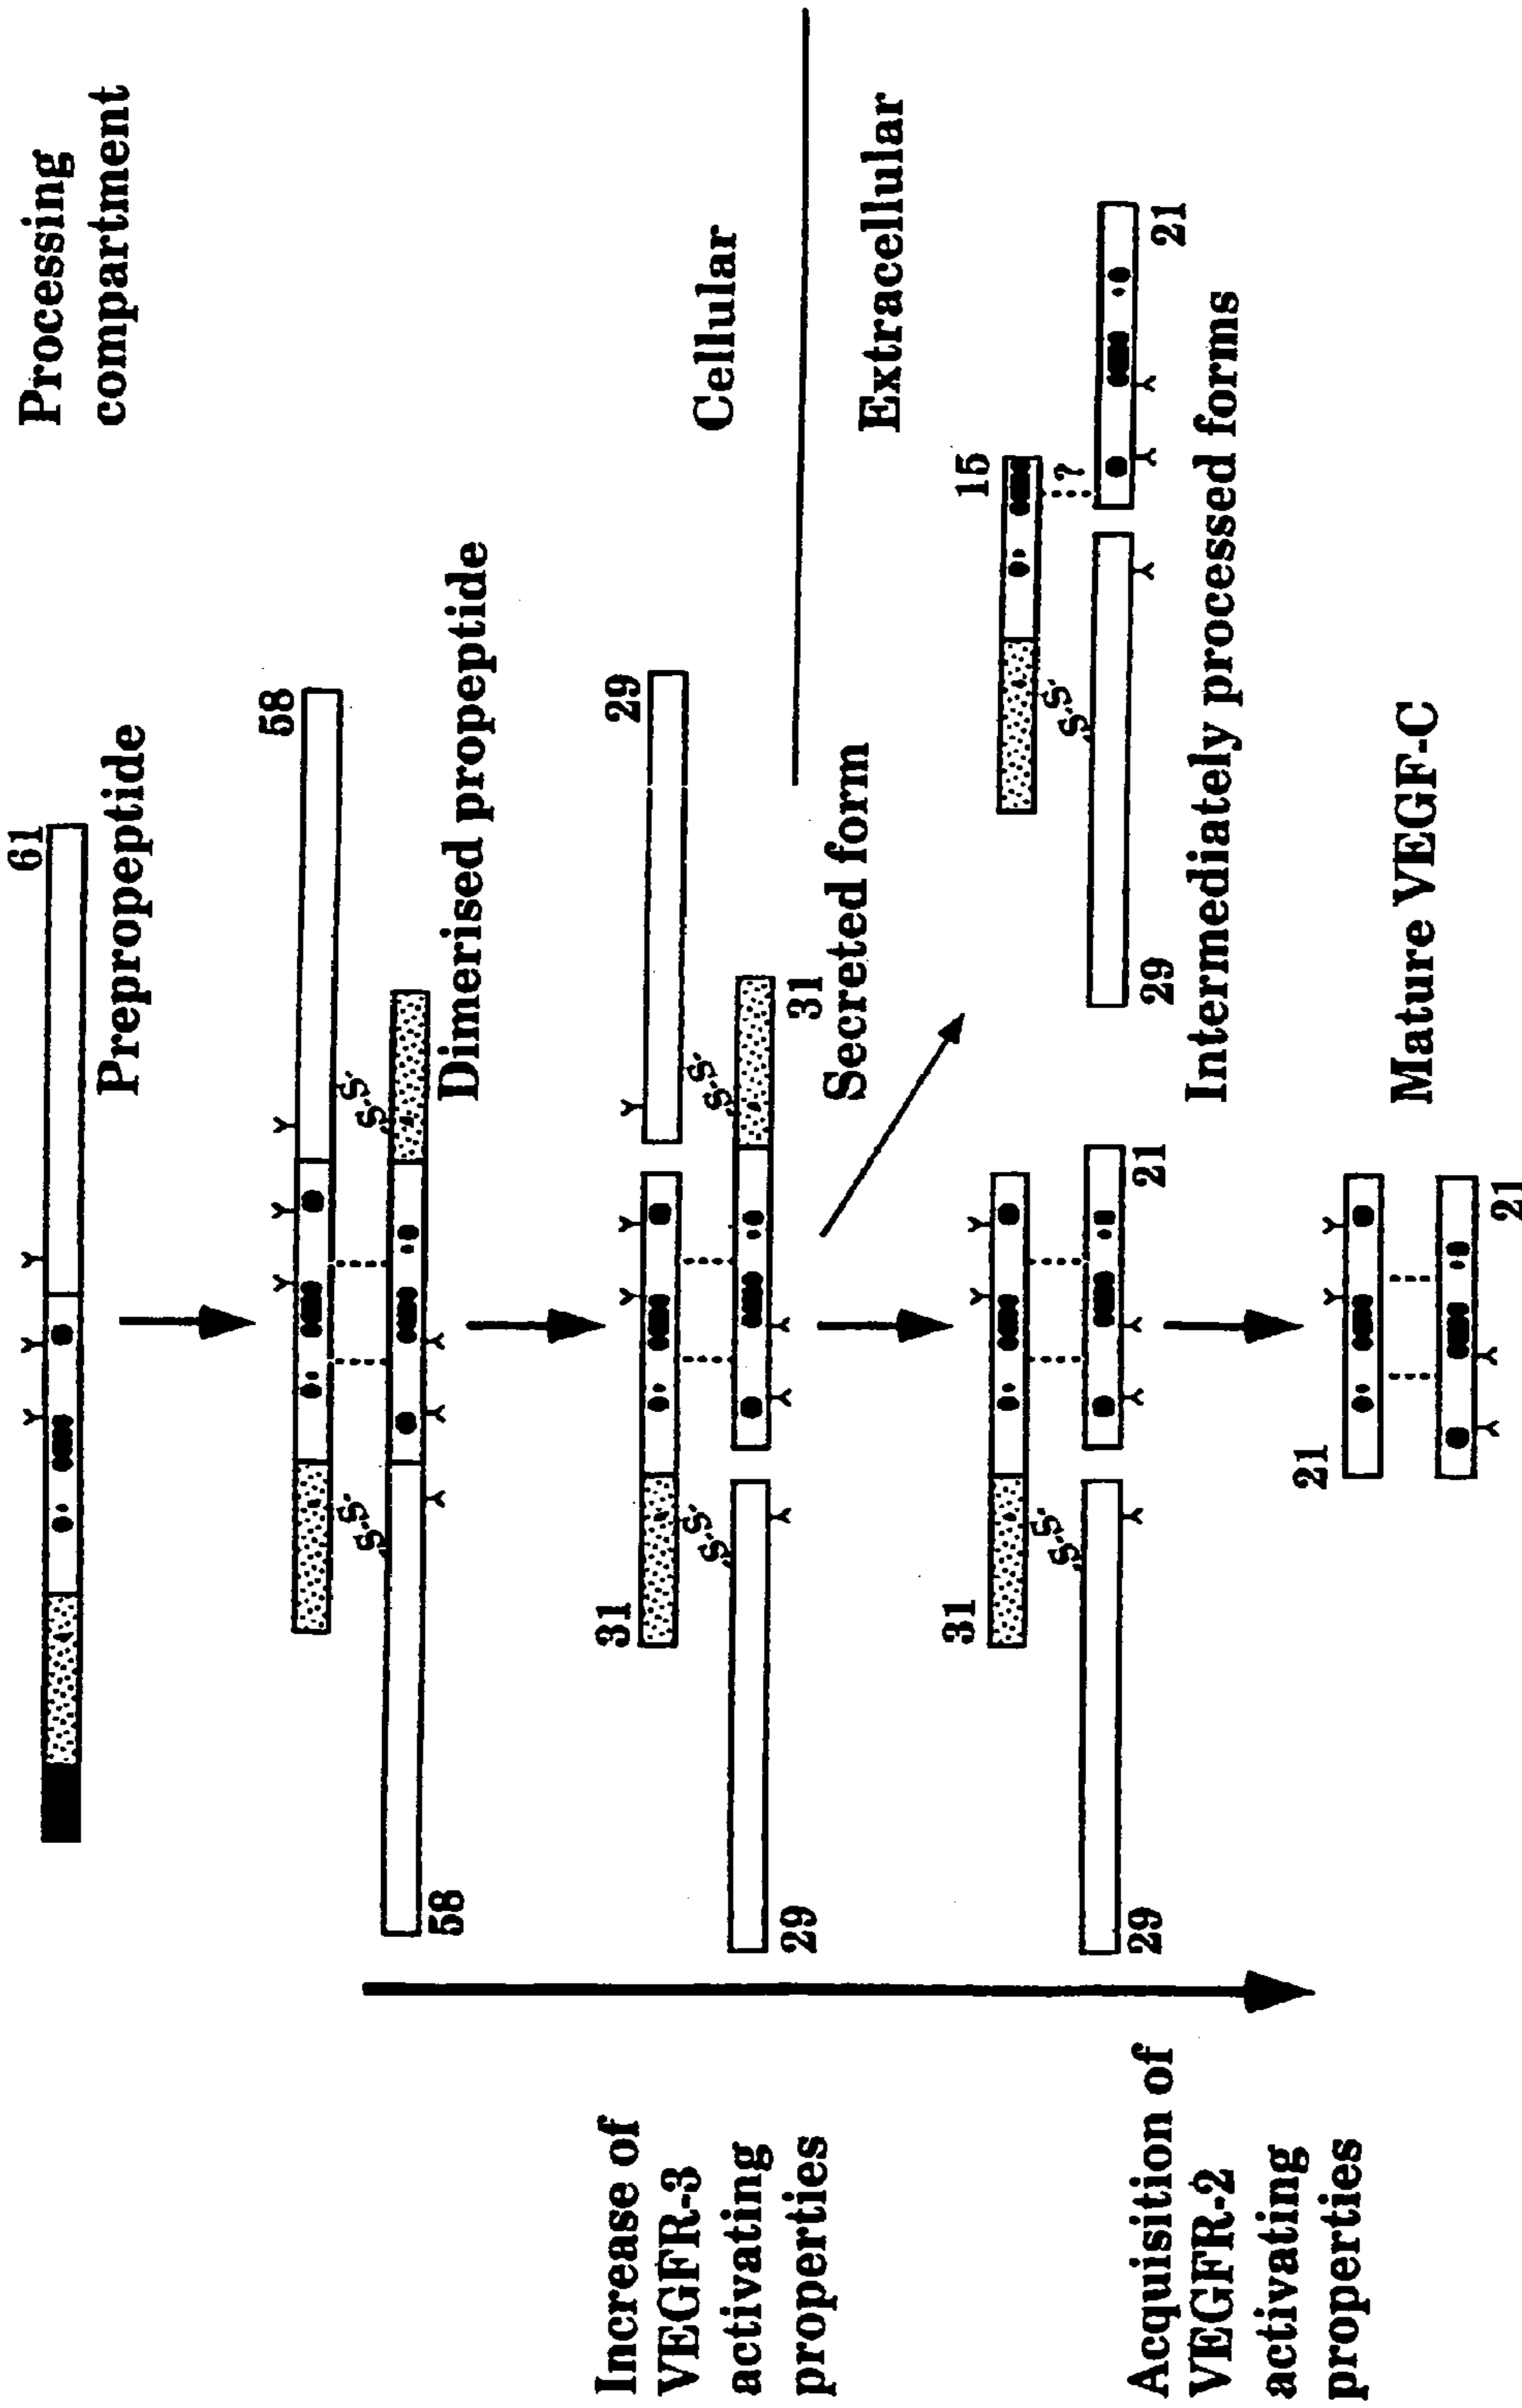 Processing
compartment
61
Prepropeptide
58
S-S
S-S
58
Dimerised propeptide
29
31
S-S
S-S
29
31
Secreted form
Cellular
Extracellular
Increase of
VEGFR-3
activating
properties
31
S-S
29
21
15
?
S-S
29
21
Intermediately processed forms
Acquisition of
VEGFR-2
activating
properties
21
21
Mature VEGF-C